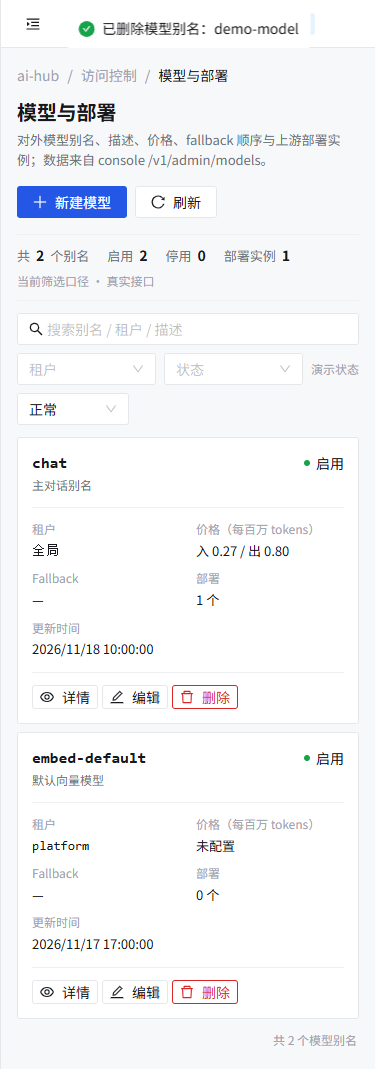 已删除模型别名：demo-model
ai-hub / 访问控制 / 模型与部署
模型与部署
对外模型别名、描述、价格、fallback 顺序与上游部署实
例；数据来自 console /v1/admin/models。
新建模型 刷新
共 2 个别名 启用 2 停用 0 部署实例 1
当前筛选口径 · 真实接口
搜索别名 / 租户 / 描述
租户 状态 演示状态
正常
chat 启用
主对话别名
租户 价格（每百万 tokens）
全局 入 0.27 / 出 0.80
Fallback 部署
— 1 个
更新时间
2026/11/18 10:00:00
详情 编辑 删除
embed-default 启用
默认向量模型
租户 价格（每百万 tokens）
platform 未配置
Fallback 部署
— 0 个
更新时间
2026/11/17 17:00:00
详情 编辑 删除
共 2 个模型别名